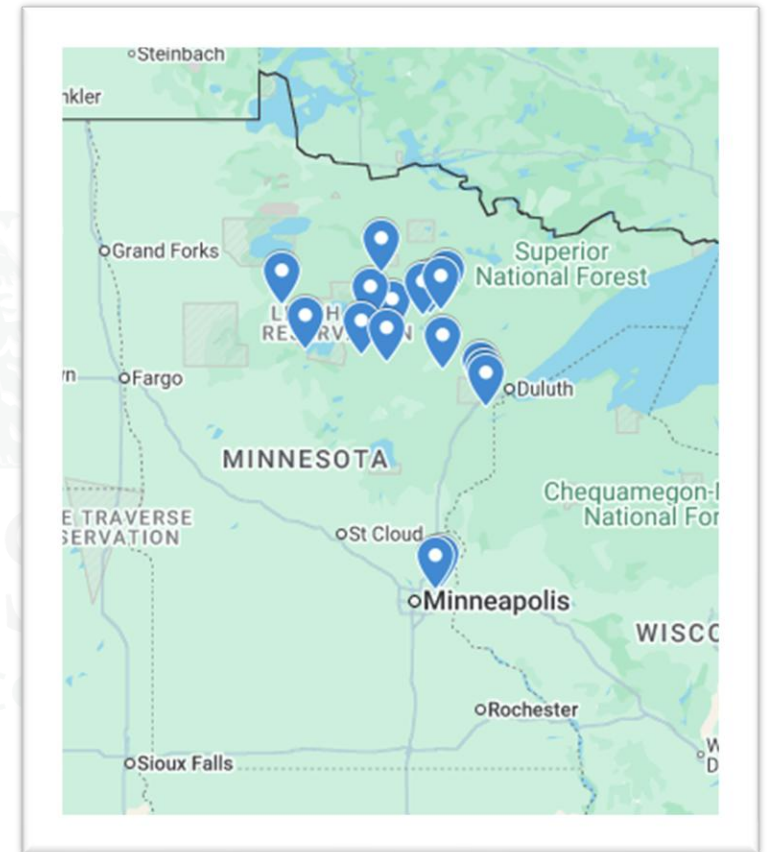 Steinbach
nkler
Grand Forks
Superior
National Forest
Fargo
Duluth
MINNESOTA
Chequamegon-
National For
E TRAVERSE
SERVATION
St Cloud
Minneapolis
WISCO
Rochester
Sioux Falls
W
D